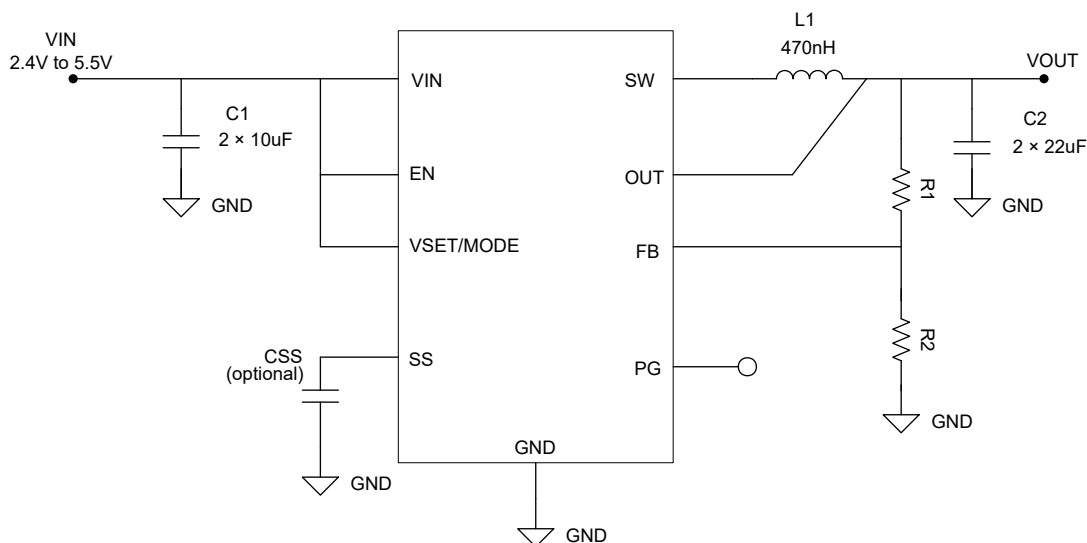 VIN
2.4V to 5.5V
C1
2 × 10uF
GND
VIN
EN
VSET/MODE
SS
CSS
(optional)
GND
GND
GND
SW
OUT
FB
PG
L1
470nH
VOUT
C2
2 × 22uF
GND
R1
R2
GND